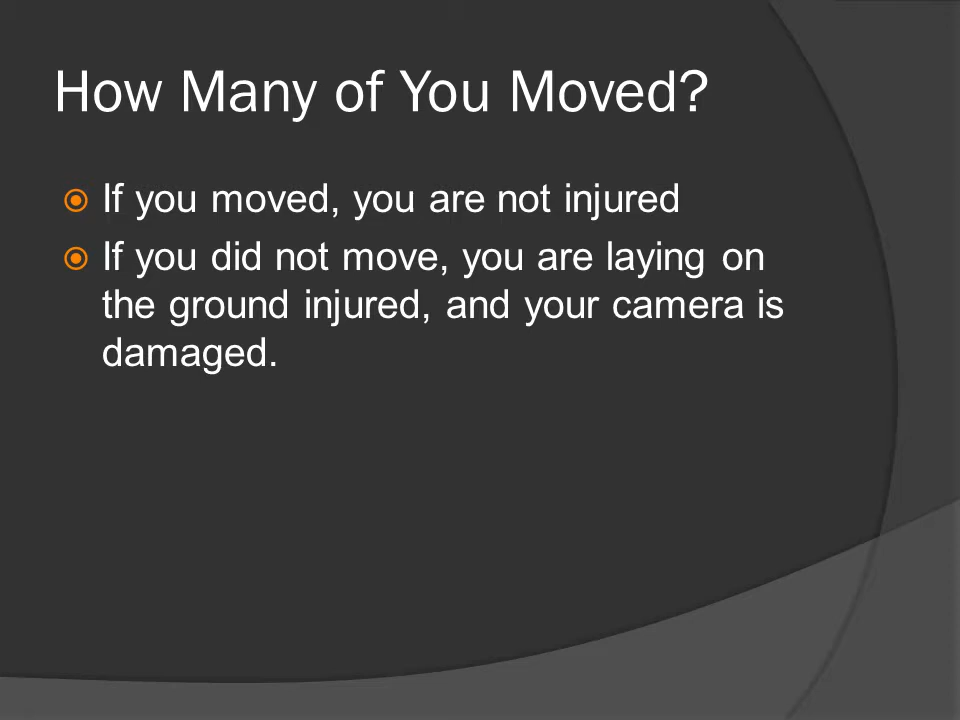 How Many of You Moved?
If you moved, you are not injured
If you did not move, you are laying on
the ground injured, and your camera is
damaged.